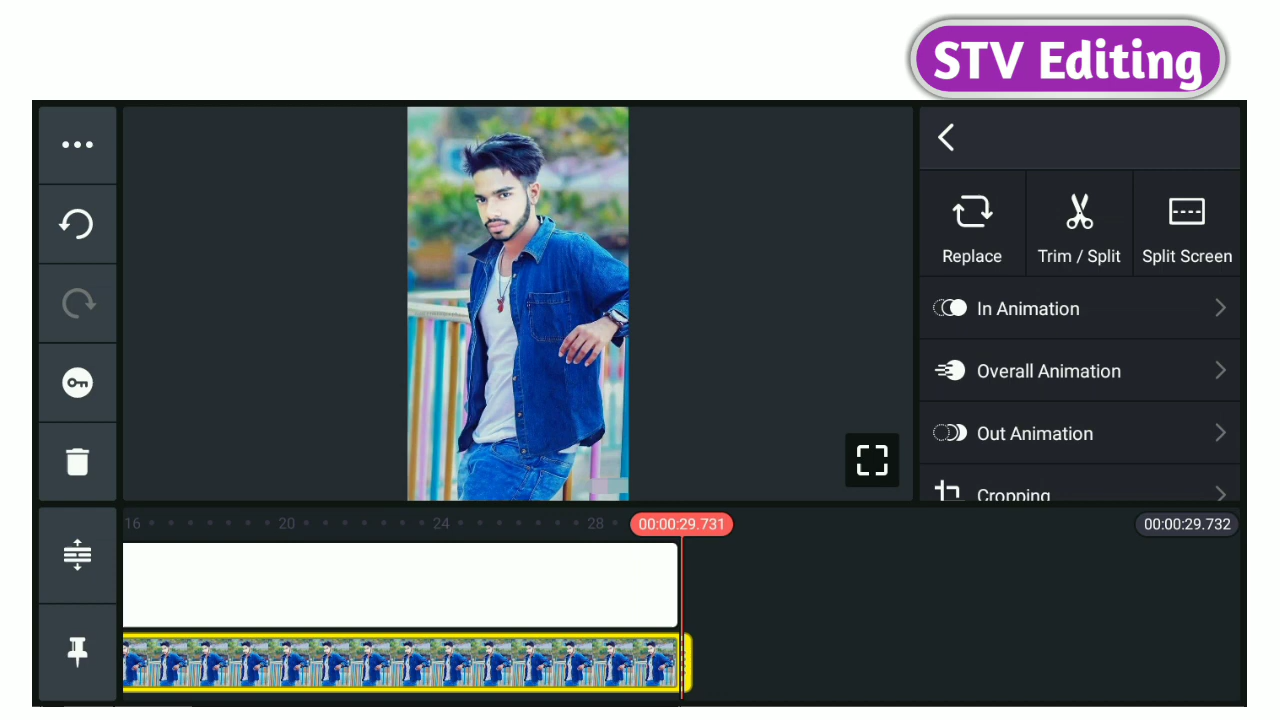 STV Editing
Replace
Trim / Split
Split Screen
In Animation
Overall Animation
Out Animation
Cropping
16
20
24
28
00:00:29.731
00:00:29.732